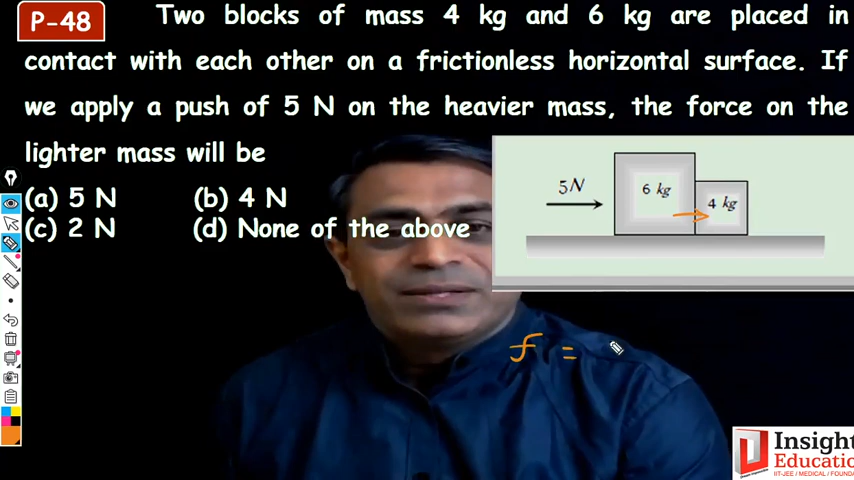 P-48 Two blocks of mass 4 kg and 6 kg are placed in
contact with each other on a frictionless horizontal surface. If
we apply a push of 5 N on the heavier mass, the force on the
lighter mass will be
(a) 5 N (b) 4 N
(c) 2 N (d) None of the above
5N
6 kg
4 kg
f =
Insight
Educatio
IIT-JEE / MEDICAL / FOUNDA